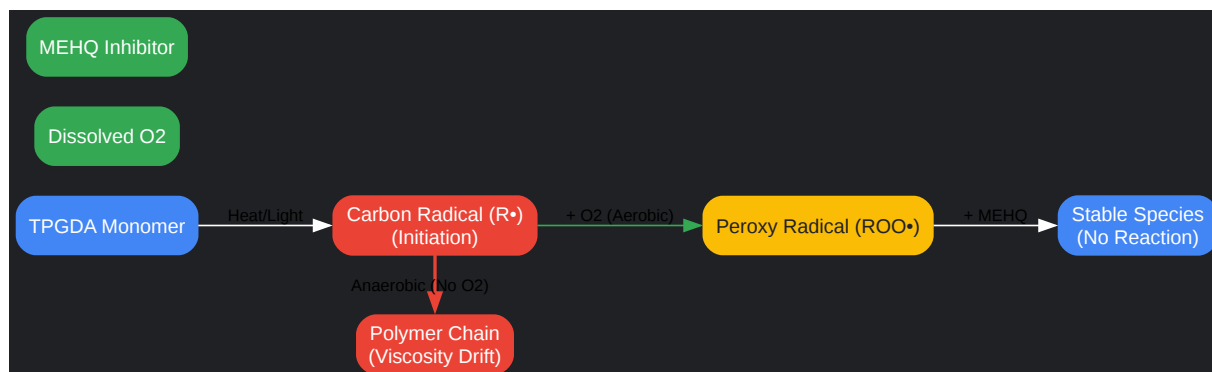 MEHQ Inhibitor
Dissolved O2
TPGDA Monomer
Heat/Light
Carbon Radical (R•)
(Initiation)
+ O2 (Aerobic)
Peroxy Radical (ROO•)
+ MEHQ
Stable Species
(No Reaction)
Anaerobic (No O2)
Polymer Chain
(Viscosity Drift)